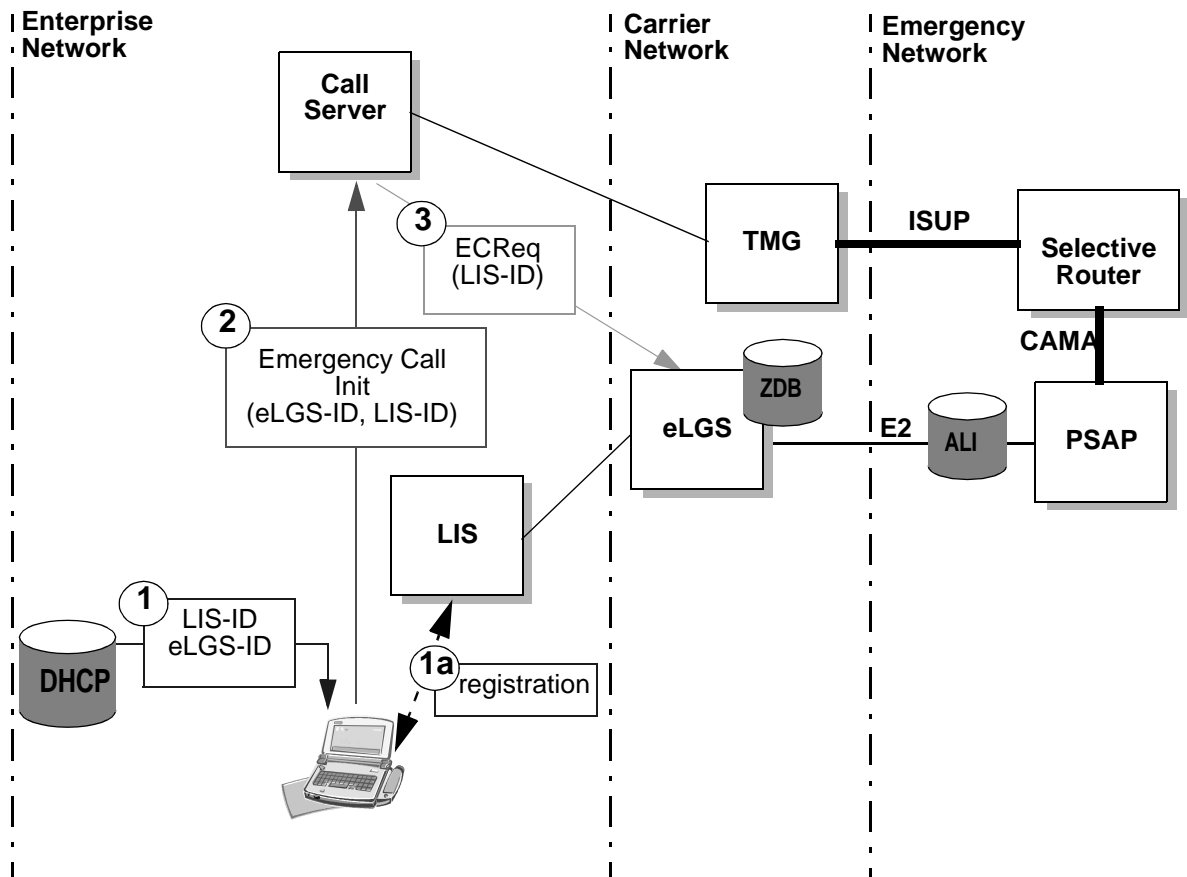 Enterprise
Network
Carrier
Network
Emergency
Network
Call
Server
3
ECReq
(LIS-ID)
TMG
ISUP
Selective
Router
CAMA
2
Emergency Call
Init
(eLGS-ID, LIS-ID)
ZDB
eLGS
E2
ALI
PSAP
LIS
1
LIS-ID
eLGS-ID
DHCP
1a
registration